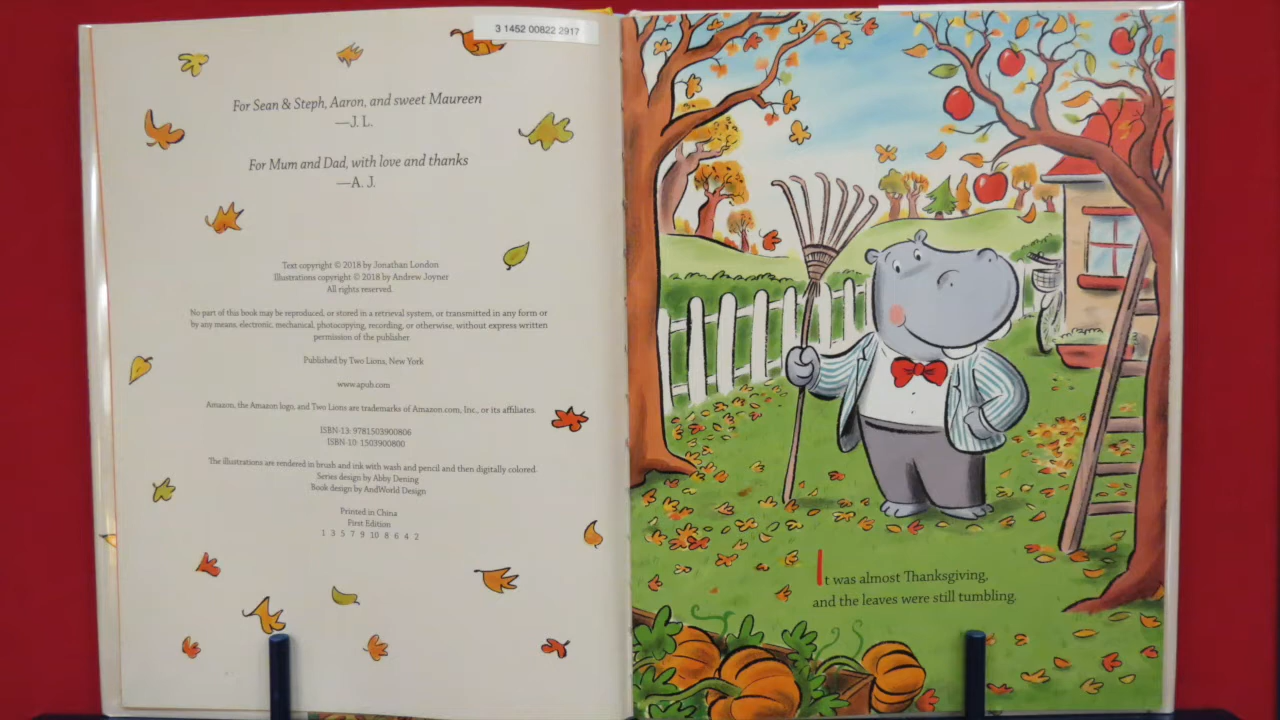 3 1452 00822 2917
For Sean & Steph, Aaron, and sweet Maureen
—J. L.
For Mum and Dad, with love and thanks
—A. J.
Text copyright © 2018 by Jonathan London
Illustrations copyright © 2018 by Andrew Joyner
All rights reserved.
No part of this book may be reproduced, or stored in a retrieval system, or transmitted in any form or
by any means, electronic, mechanical, photocopying, recording, or otherwise, without express written
permission of the publisher.
Published by Two Lions, New York
www.apub.com
Amazon, the Amazon logo, and Two Lions are trademarks of Amazon.com, Inc., or its affiliates.
ISBN-13: 9781503900806
ISBN-10: 1503900800
The illustrations are rendered in brush and ink with wash and pencil and then digitally colored.
Series design by Abby Dening
Book design by AndWorld Design
Printed in China
First Edition
1 3 5 7 9 10 8 6 4 2
It was almost Thanksgiving,
and the leaves were still tumbling.